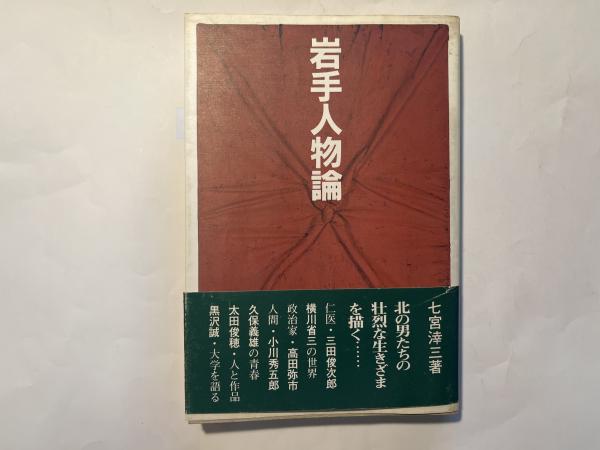 岩手人物論
七宮涬三著
北の男たちの
壮烈な生きざま
を描く……
仁医・三田俊次郎
横川省三の世界
政治家・高田弥市
人間・小川秀五郎
久保義雄の青春
太田俊穂・人と作品
黒沢誠・大学を語る